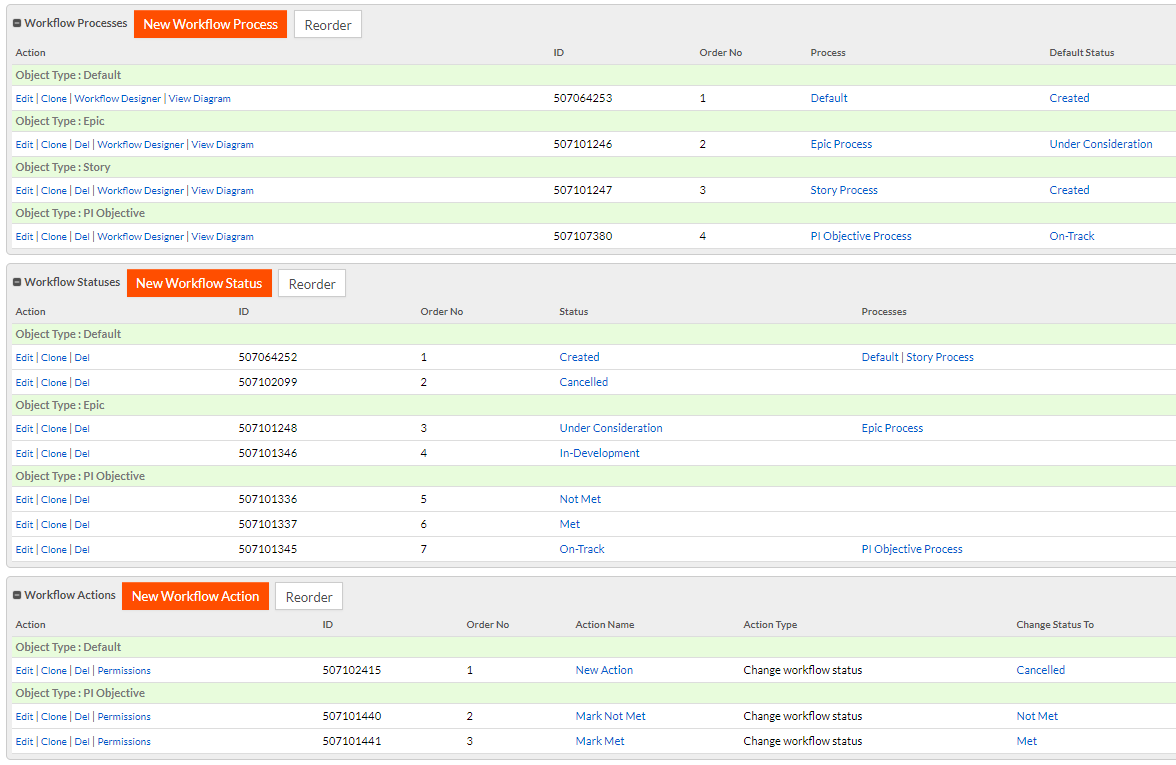 Workflow Processes New Workflow Process Reorder
Action ID Order No Process Default Status
Object Type : Default
Edit | Clone | Workflow Designer | View Diagram 507064253 1 Default Created
Object Type : Epic
Edit | Clone | Del | Workflow Designer | View Diagram 507101246 2 Epic Process Under Consideration
Object Type : Story
Edit | Clone | Del | Workflow Designer | View Diagram 507101247 3 Story Process Created
Object Type : PI Objective
Edit | Clone | Del | Workflow Designer | View Diagram 507107380 4 PI Objective Process On-Track
Workflow Statuses New Workflow Status Reorder
Action ID Order No Status Processes
Object Type : Default
Edit | Clone | Del 507064252 1 Created Default | Story Process
Edit | Clone | Del 507102099 2 Cancelled
Object Type : Epic
Edit | Clone | Del 507101248 3 Under Consideration Epic Process
Edit | Clone | Del 507101346 4 In-Development
Object Type : PI Objective
Edit | Clone | Del 507101336 5 Not Met
Edit | Clone | Del 507101337 6 Met
Edit | Clone | Del 507101345 7 On-Track PI Objective Process
Workflow Actions New Workflow Action Reorder
Action ID Order No Action Name Action Type Change Status To
Object Type : Default
Edit | Clone | Del | Permissions 507102415 1 New Action Change workflow status Cancelled
Object Type : PI Objective
Edit | Clone | Del | Permissions 507101440 2 Mark Not Met Change workflow status Not Met
Edit | Clone | Del | Permissions 507101441 3 Mark Met Change workflow status Met